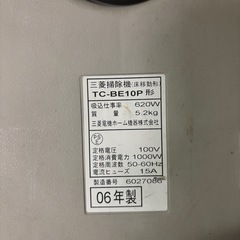 三菱掃除機(床移動形)
TC-BE10P 形
吸込仕事率 620W
質量 5.2kg
三菱電機ホーム機器株式会社
PSE
定格電圧 100V
定格消費電力 1000W
定格周波数 50-60Hz
電流ヒューズ 15A
製造番号 6027086
06年製